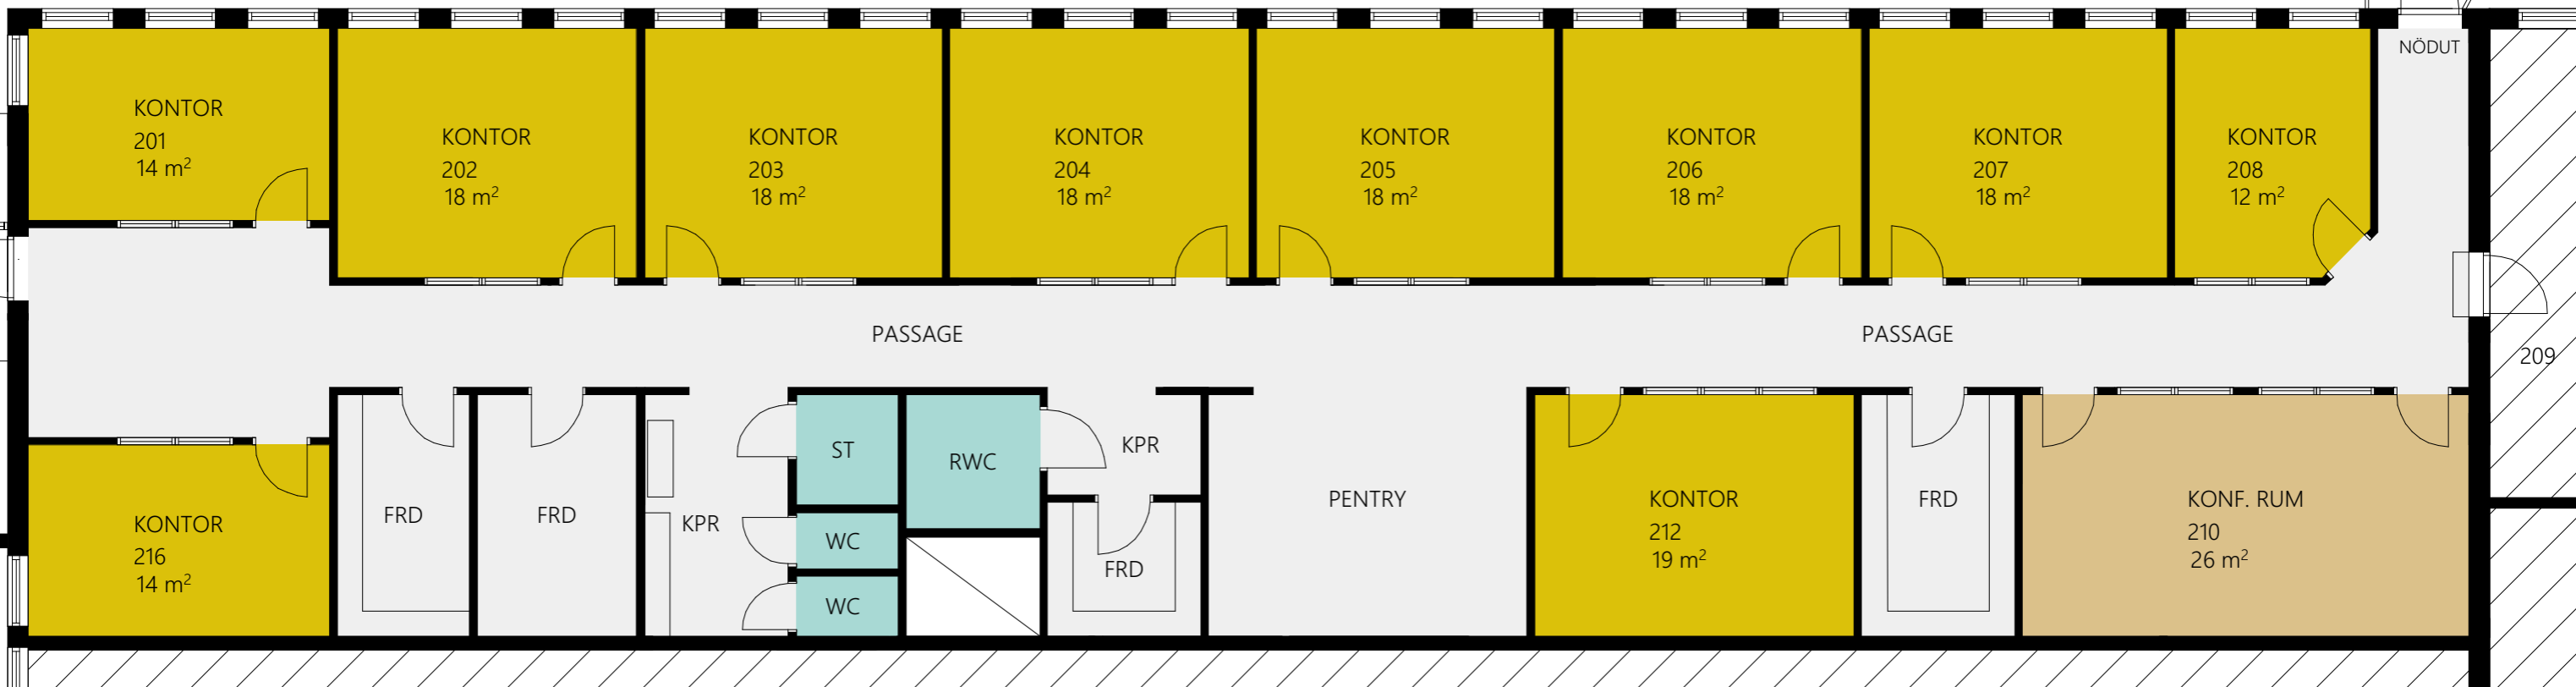 NÖDUT
KONTOR
201
14 m²
KONTOR
202
18 m²
KONTOR
203
18 m²
KONTOR
204
18 m²
KONTOR
205
18 m²
KONTOR
206
18 m²
KONTOR
207
18 m²
KONTOR
208
12 m²
PASSAGE
PASSAGE
209
KONTOR
216
14 m²
FRD
FRD
KPR
ST
WC
WC
RWC
KPR
FRD
PENTRY
KONTOR
212
19 m²
FRD
KONF. RUM
210
26 m²